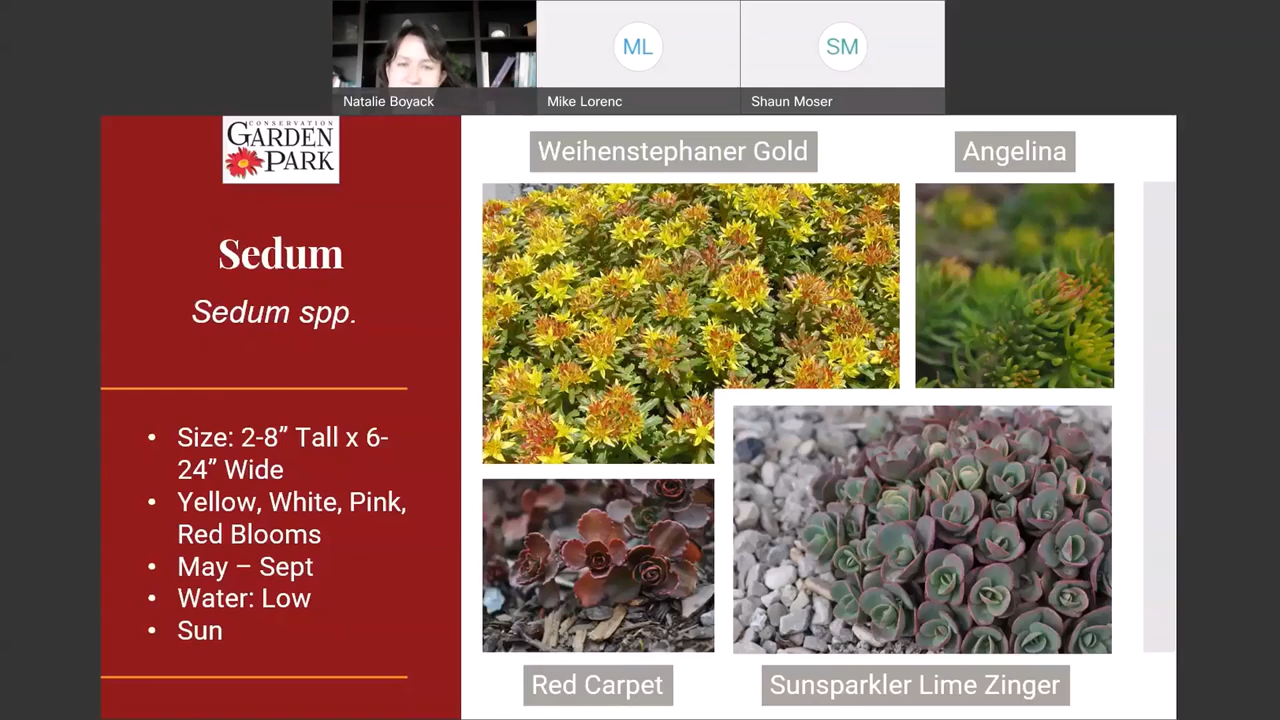 ML
SM
Natalie Boyack
Mike Lorenc
Shaun Moser
CONSERVATION
GARDEN
PARK
Sedum
Sedum spp.
• Size: 2-8” Tall x 6-
24” Wide
• Yellow, White, Pink,
Red Blooms
• May – Sept
• Water: Low
• Sun
Weihenstephaner Gold
Angelina
Red Carpet
Sunsparkler Lime Zinger